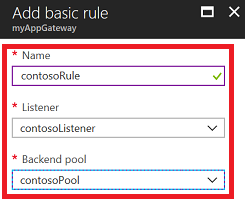 Add basic rule
myAppGateway
* Name
contosoRule
* Listener
contosoListener
* Backend pool
contosoPool